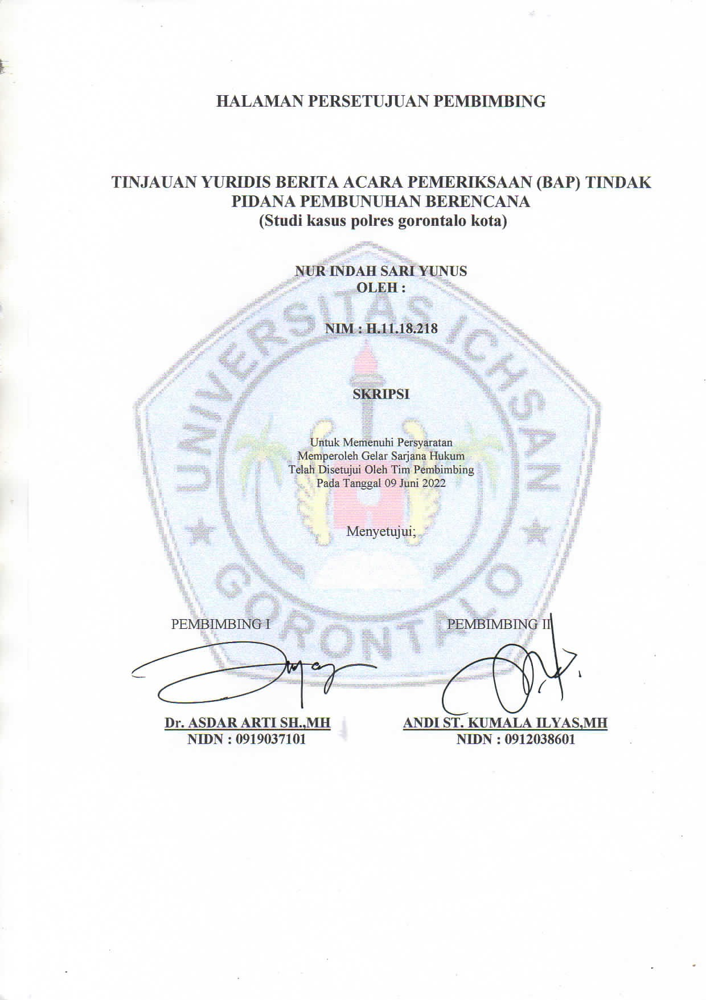 HALAMAN PERSETUJUAN PEMBIMBING
TINJAUAN YURIDIS BERITA ACARA PEMERIKSAAN (BAP) TINDAK
PIDANA PEMBUNUHAN BERENCANA
(Studi kasus polres gorontalo kota)
NUR INDAH SARI YUNUS
OLEH :
NIM : H.11.18.218
SKRIPSI
Untuk Memenuhi Persyaratan
Memperoleh Gelar Sarjana Hukum
Telah Disetujui Oleh Tim Pembimbing
Pada Tanggal 09 Juni 2022
Menyetujui;
UNIVERSITAS ICHSAN
GORONTALO
PEMBIMBING I PEMBIMBING II
Dr. ASDAR ARTI SH.,MH ANDI ST. KUMALA ILYAS,MH
NIDN : 0919037101 NIDN : 0912038601